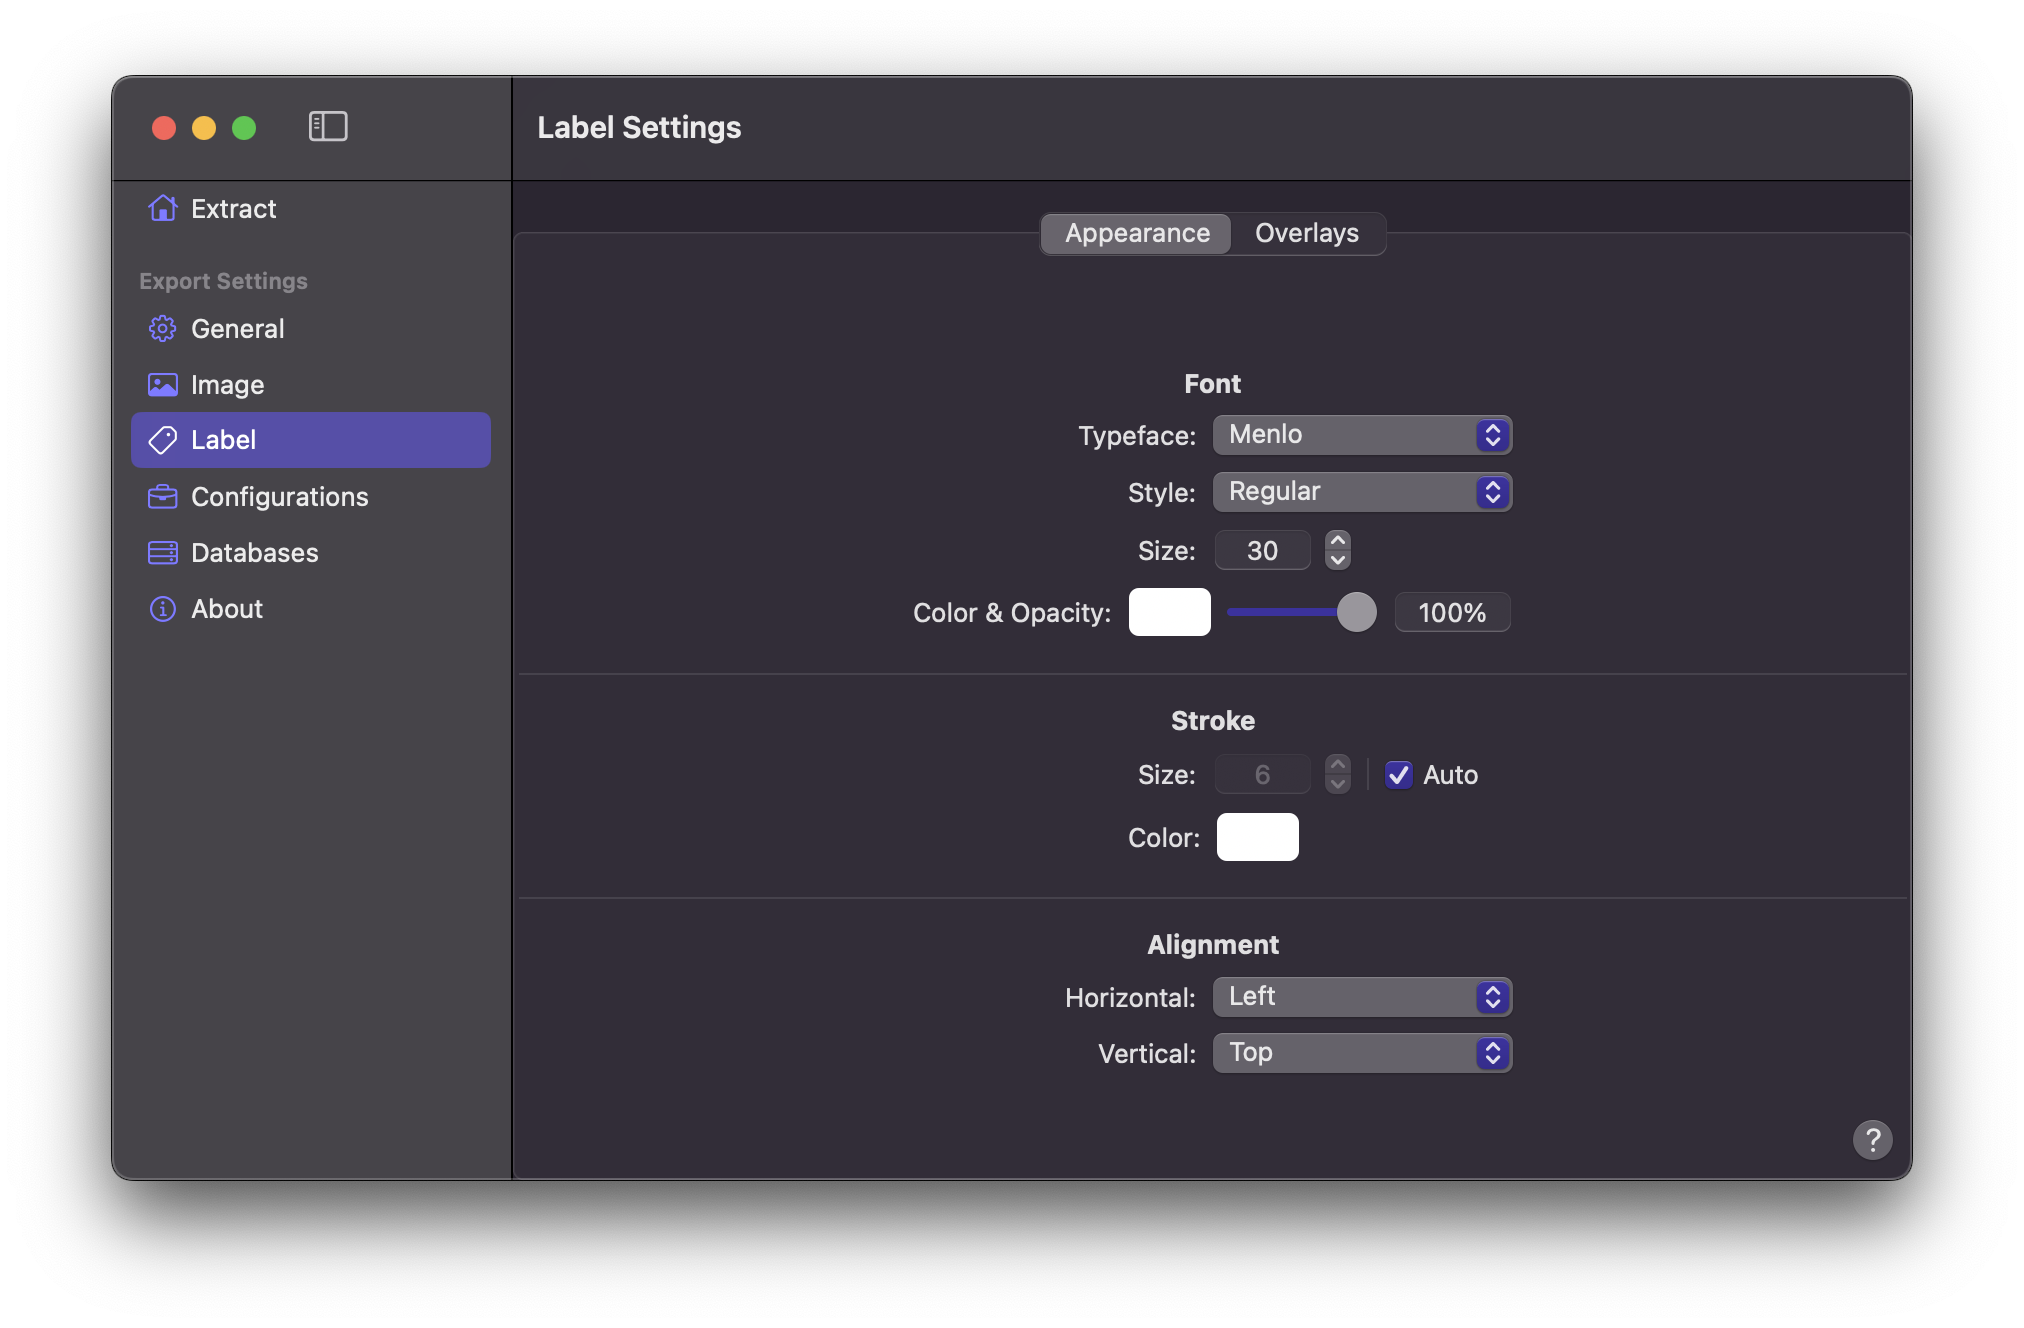 Label Settings
Extract
Export Settings
General
Image
Label
Configurations
Databases
About
Appearance Overlays
Font
Typeface: Menlo
Style: Regular
Size: 30
Color & Opacity: 100%
Stroke
Size: 6 Auto
Color:
Alignment
Horizontal: Left
Vertical: Top
?